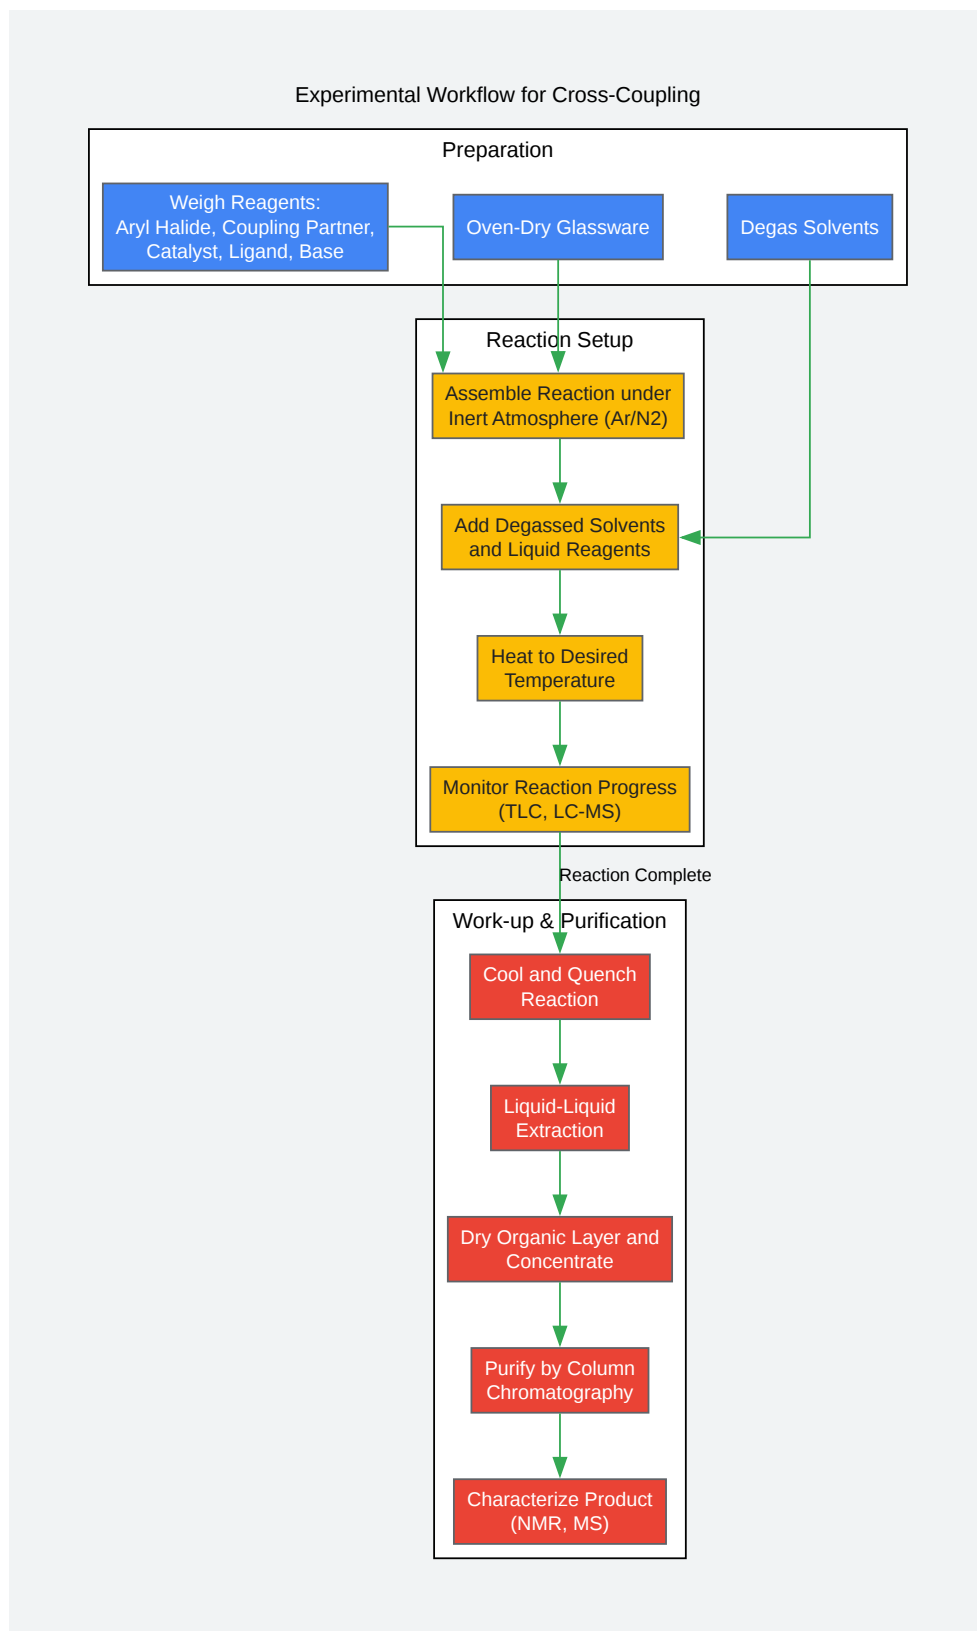 Experimental Workflow for Cross-Coupling
Preparation
Weigh Reagents:
Aryl Halide, Coupling Partner,
Catalyst, Ligand, Base
Oven-Dry Glassware
Degas Solvents
Reaction Setup
Assemble Reaction under
Inert Atmosphere (Ar/N2)
Add Degassed Solvents
and Liquid Reagents
Heat to Desired
Temperature
Monitor Reaction Progress
(TLC, LC-MS)
Reaction Complete
Work-up & Purification
Cool and Quench
Reaction
Liquid-Liquid
Extraction
Dry Organic Layer and
Concentrate
Purify by Column
Chromatography
Characterize Product
(NMR, MS)